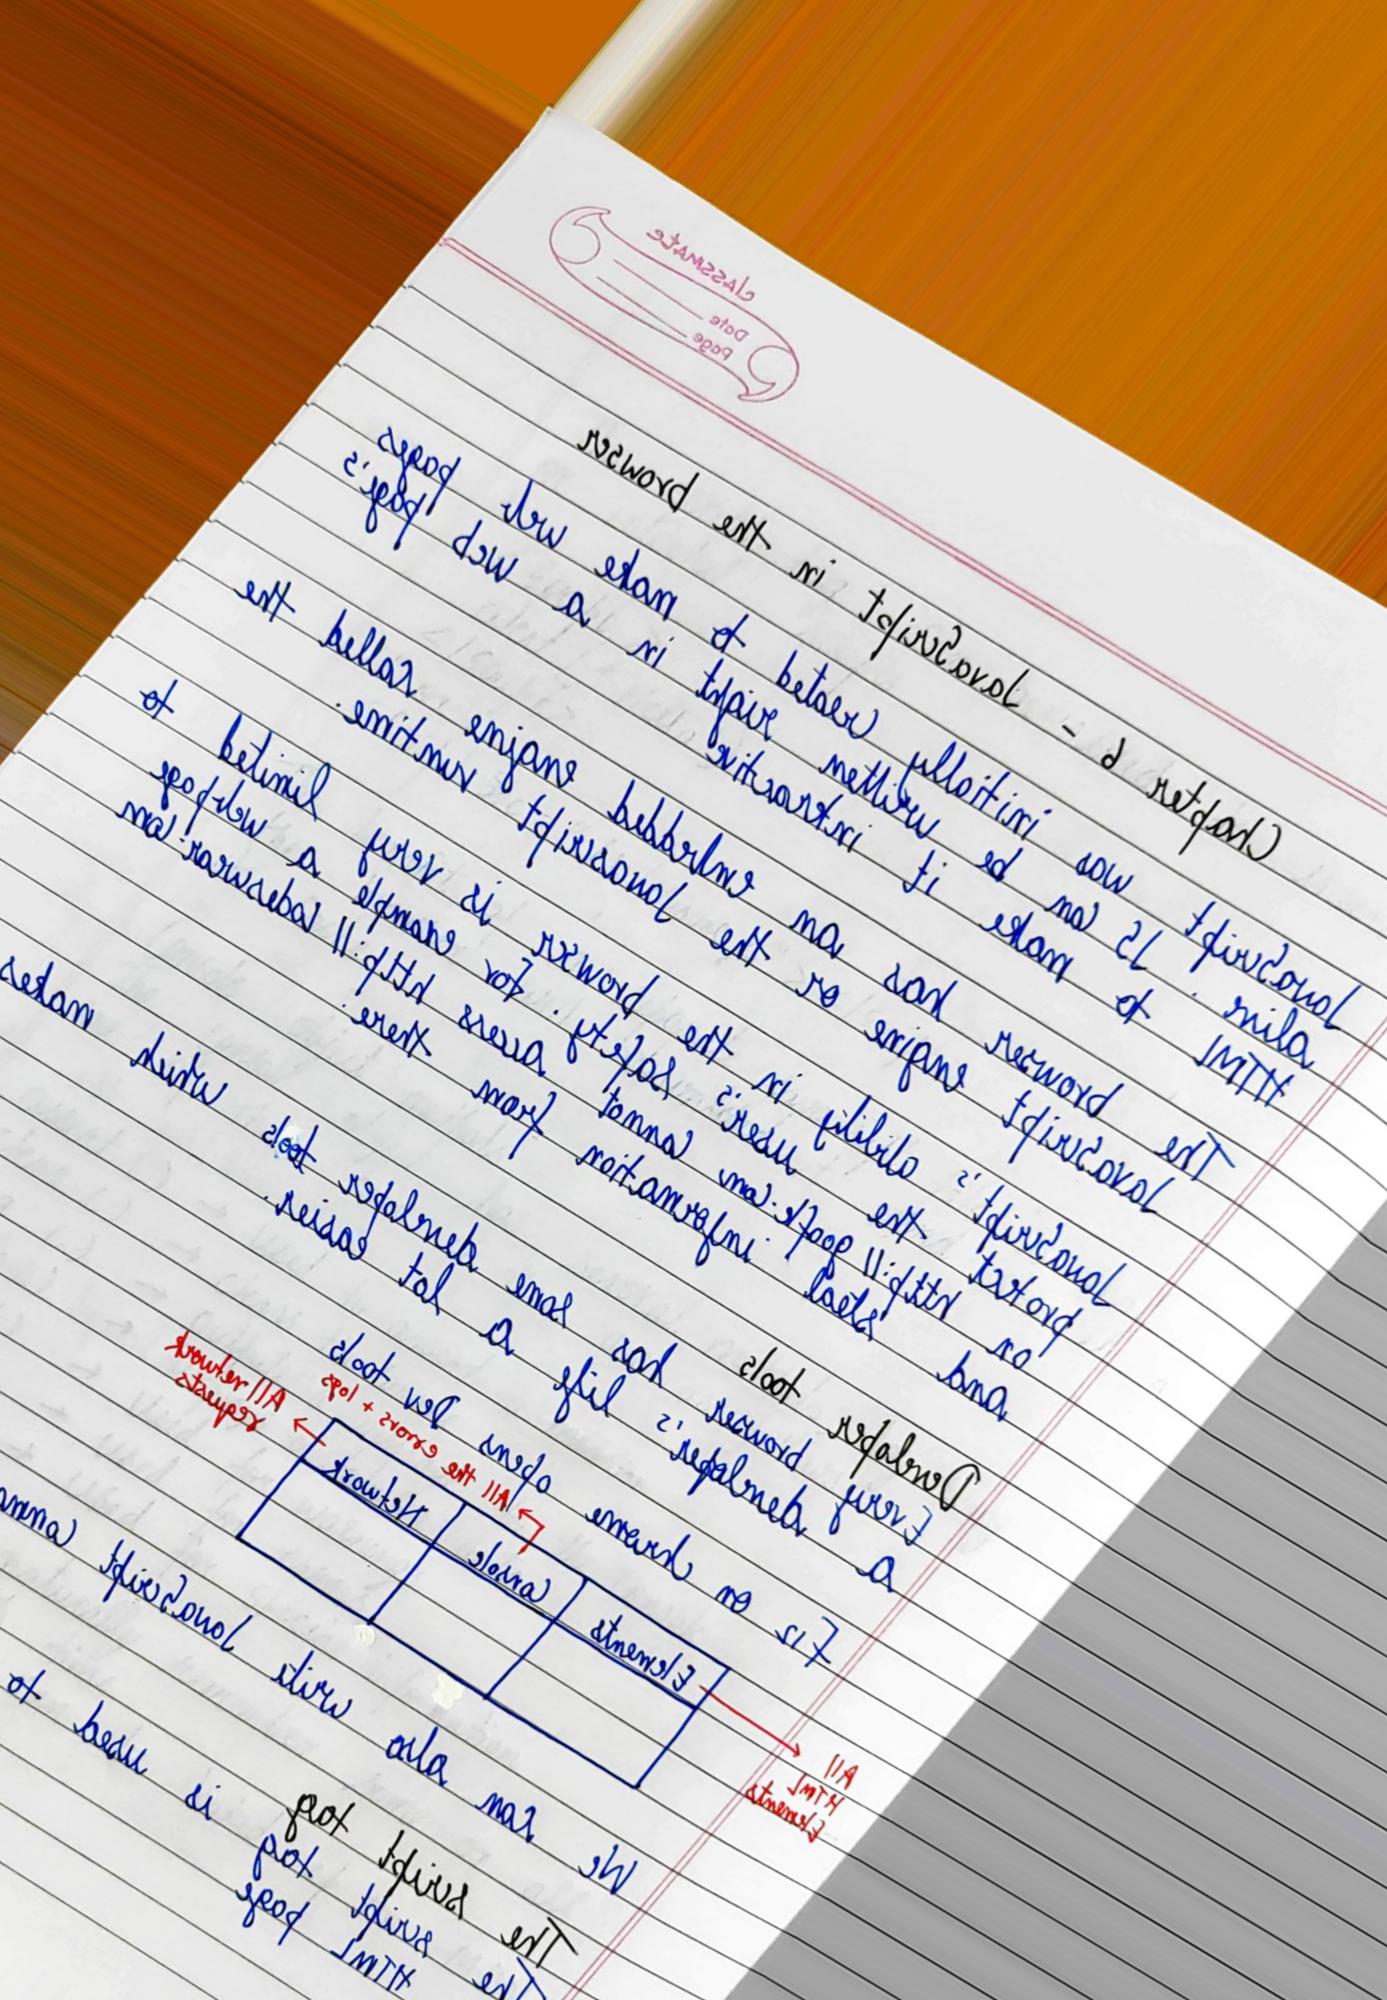 classmate
Date
Page
Chapter 6 - JavaScript in the browser
JavaScript was initially created to make web pages
alive. Js can be written right in a web page's
HTML to make it interactive
The browser has an embedded engine called the
JavaScript engine or the JavaScript runtime.
JavaScript's ability in the browser is very limited to
protect the user's safety. For example a webpage
on http://google.com cannot access http://codeswear.com
and steal information from there.
Developer tools
Every browser has some developer tools which makes
a developer's life a lot easier.
F12 on chrome opens Dev tools
All the errors + logs
All network
requests
Elements Console Network
All
HTML
Elements
We can also write JavaScript comma
The script tag
The script tag is used to
HTML page